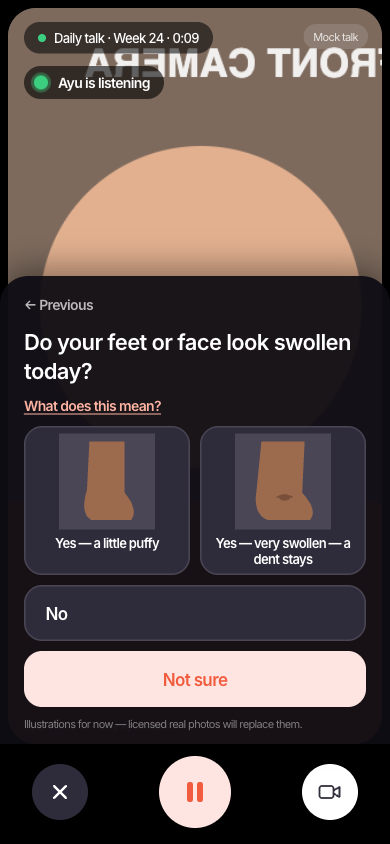 Daily talk · Week 24 · 0:09
Mock talk
FRONT CAMERA
Ayu is listening
← Previous
Do your feet or face look swollen
today?
What does this mean?
Yes — a little puffy
Yes — very swollen — a
dent stays
No
Not sure
Illustrations for now — licensed real photos will replace them.